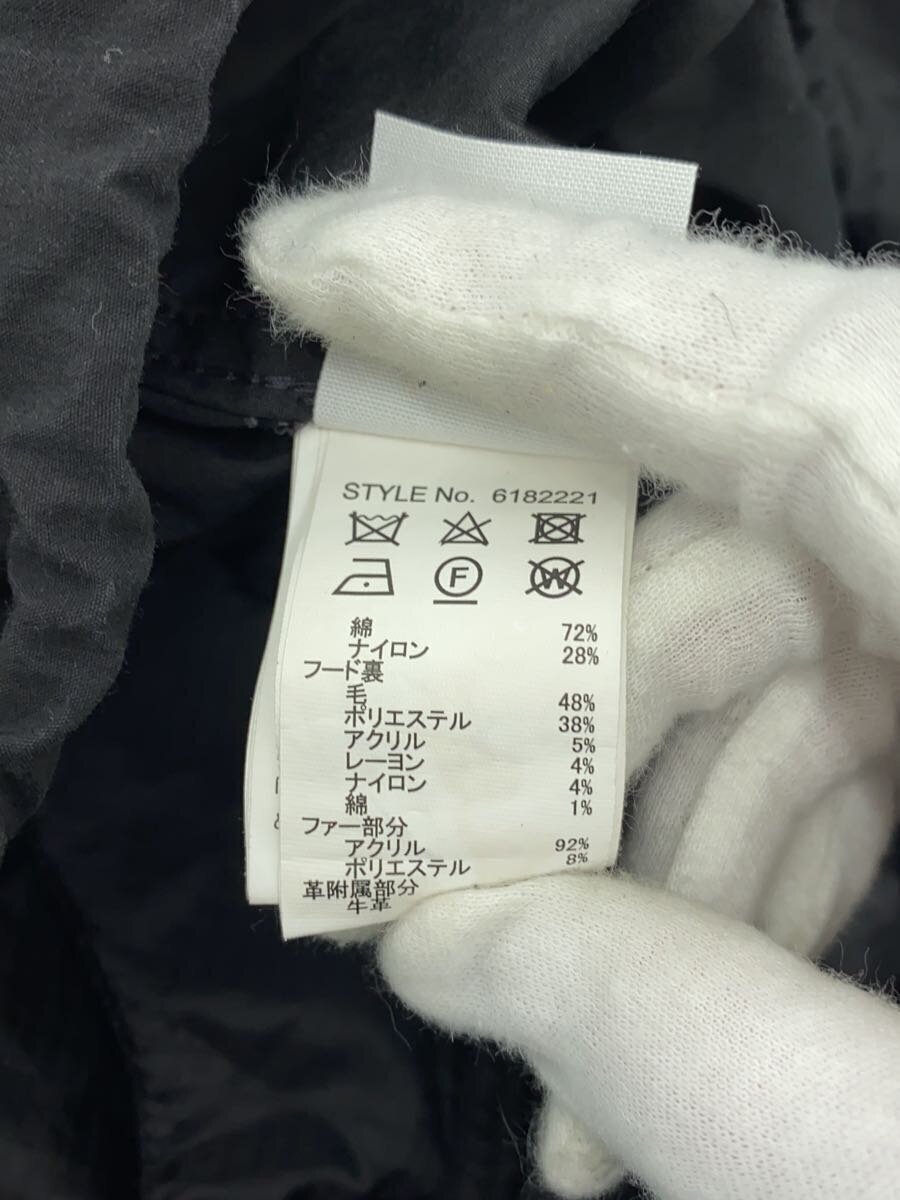 STYLE No. 6182221
F
W
綿 72%
ナイロン 28%
フード裏
毛 48%
ポリエステル 38%
アクリル 5%
レーヨン 4%
ナイロン 4%
綿 1%
ファー部分
アクリル 92%
ポリエステル 8%
革附属部分
牛革